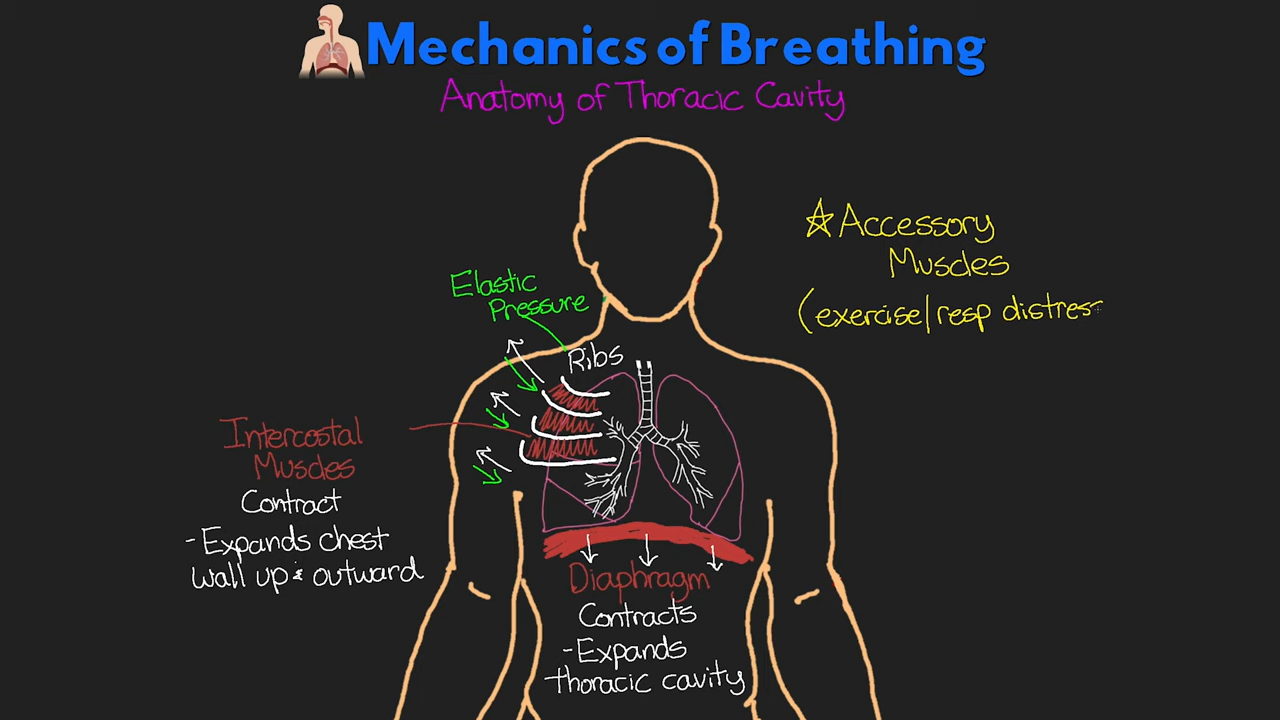 Mechanics of Breathing
Anatomy of Thoracic Cavity
☆ Accessory
Muscles
(exercise/resp distress
Elastic
Pressure
Ribs
Intercostal
Muscles
Contract
- Expands chest
wall up & outward
Diaphragm
Contracts
- Expands
thoracic cavity